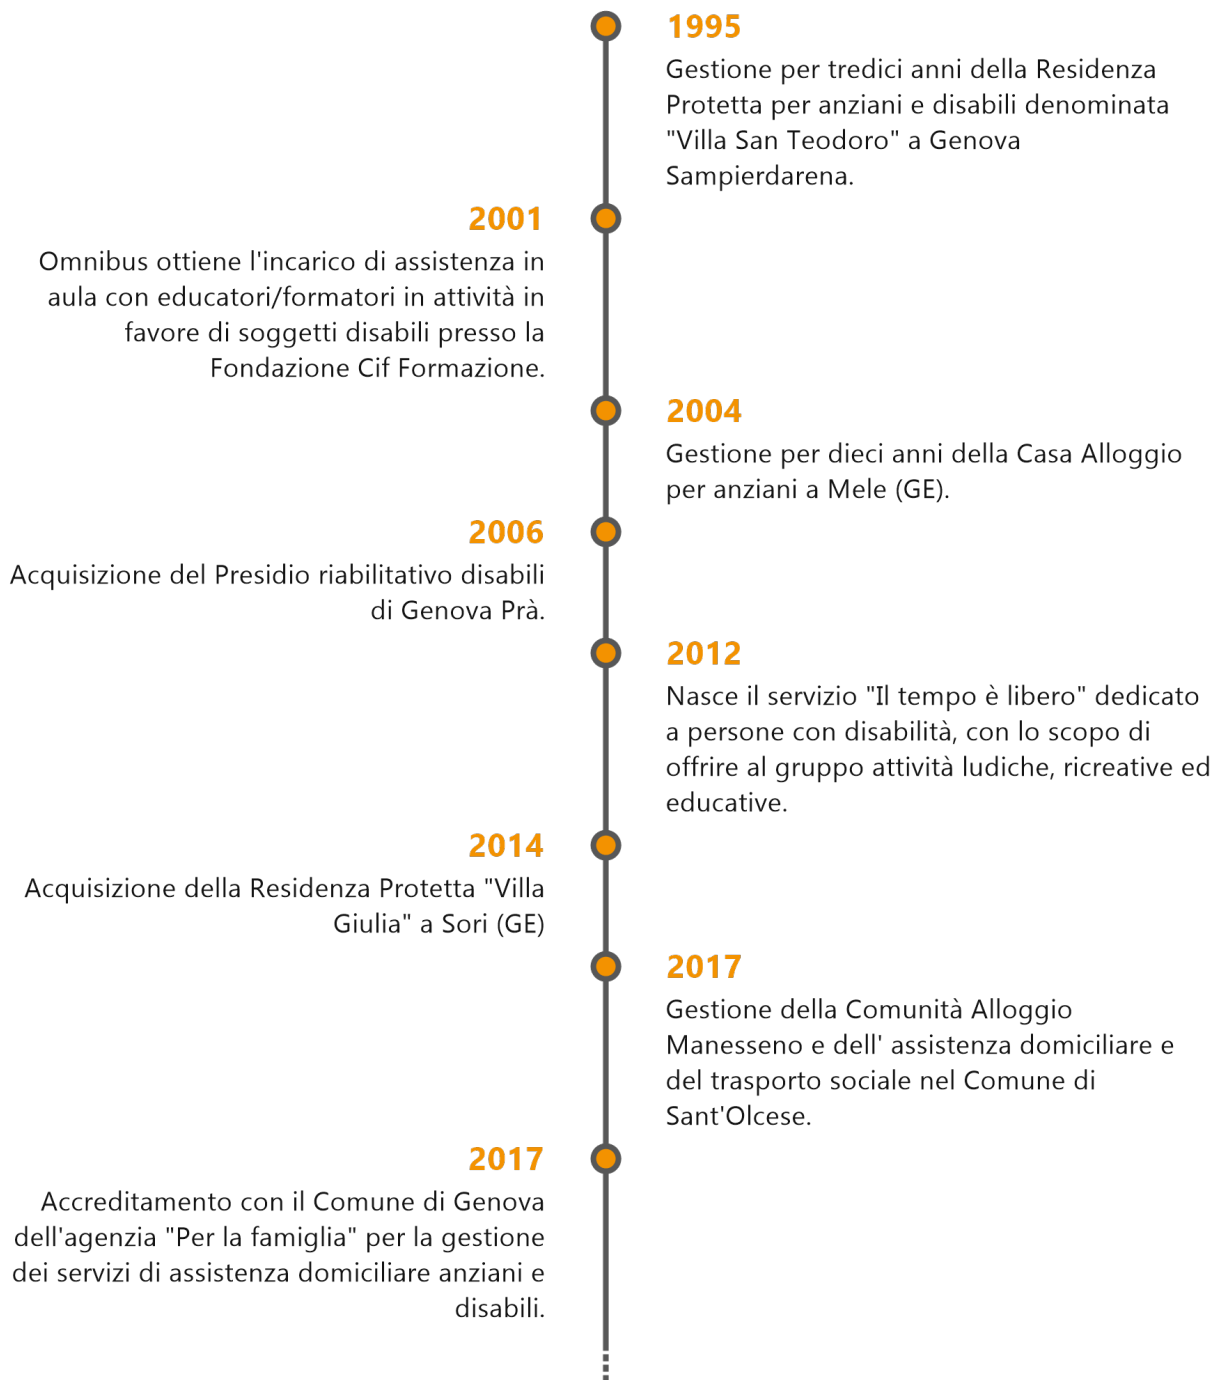 1995
Gestione per tredici anni della Residenza
Protetta per anziani e disabili denominata
"Villa San Teodoro" a Genova
Sampierdarena.
2001
Omnibus ottiene l'incarico di assistenza in
aula con educatori/formatori in attività in
favore di soggetti disabili presso la
Fondazione Cif Formazione.
2004
Gestione per dieci anni della Casa Alloggio
per anziani a Mele (GE).
2006
Acquisizione del Presidio riabilitativo disabili
di Genova Prà.
2012
Nasce il servizio "Il tempo è libero" dedicato
a persone con disabilità, con lo scopo di
offrire al gruppo attività ludiche, ricreative ed
educative.
2014
Acquisizione della Residenza Protetta "Villa
Giulia" a Sori (GE)
2017
Gestione della Comunità Alloggio
Manesseno e dell' assistenza domiciliare e
del trasporto sociale nel Comune di
Sant'Olcese.
2017
Accreditamento con il Comune di Genova
dell'agenzia "Per la famiglia" per la gestione
dei servizi di assistenza domiciliare anziani e
disabili.